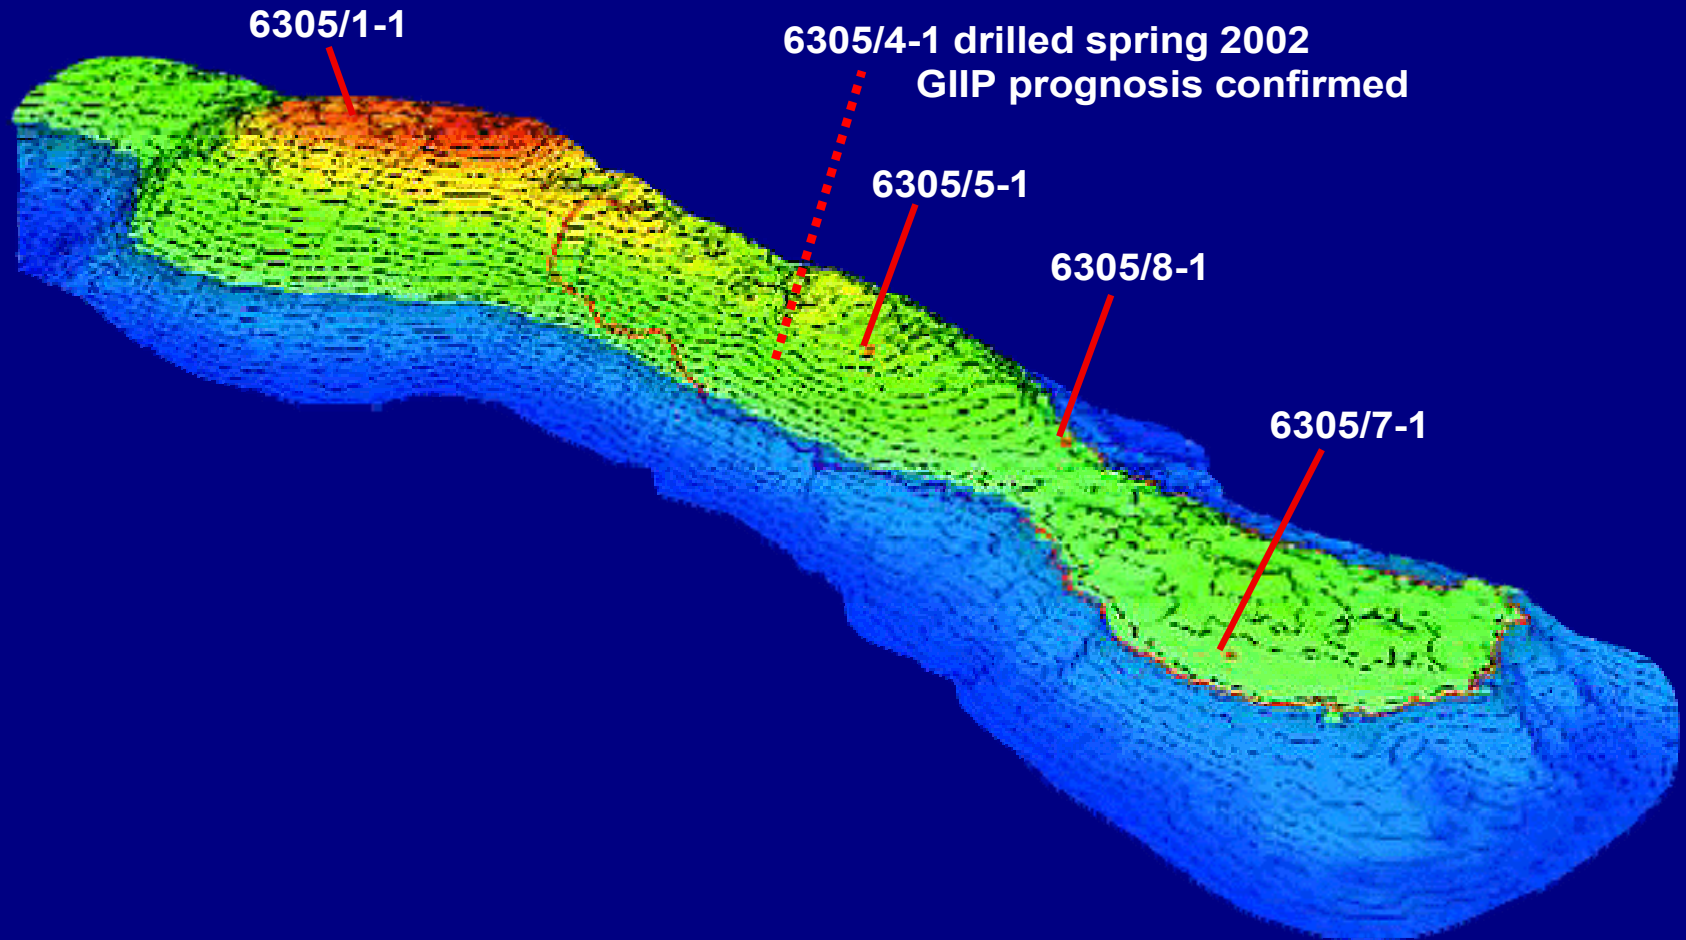 6305/1-1
6305/4-1 drilled spring 2002
GIIP prognosis confirmed
6305/5-1
6305/8-1
6305/7-1